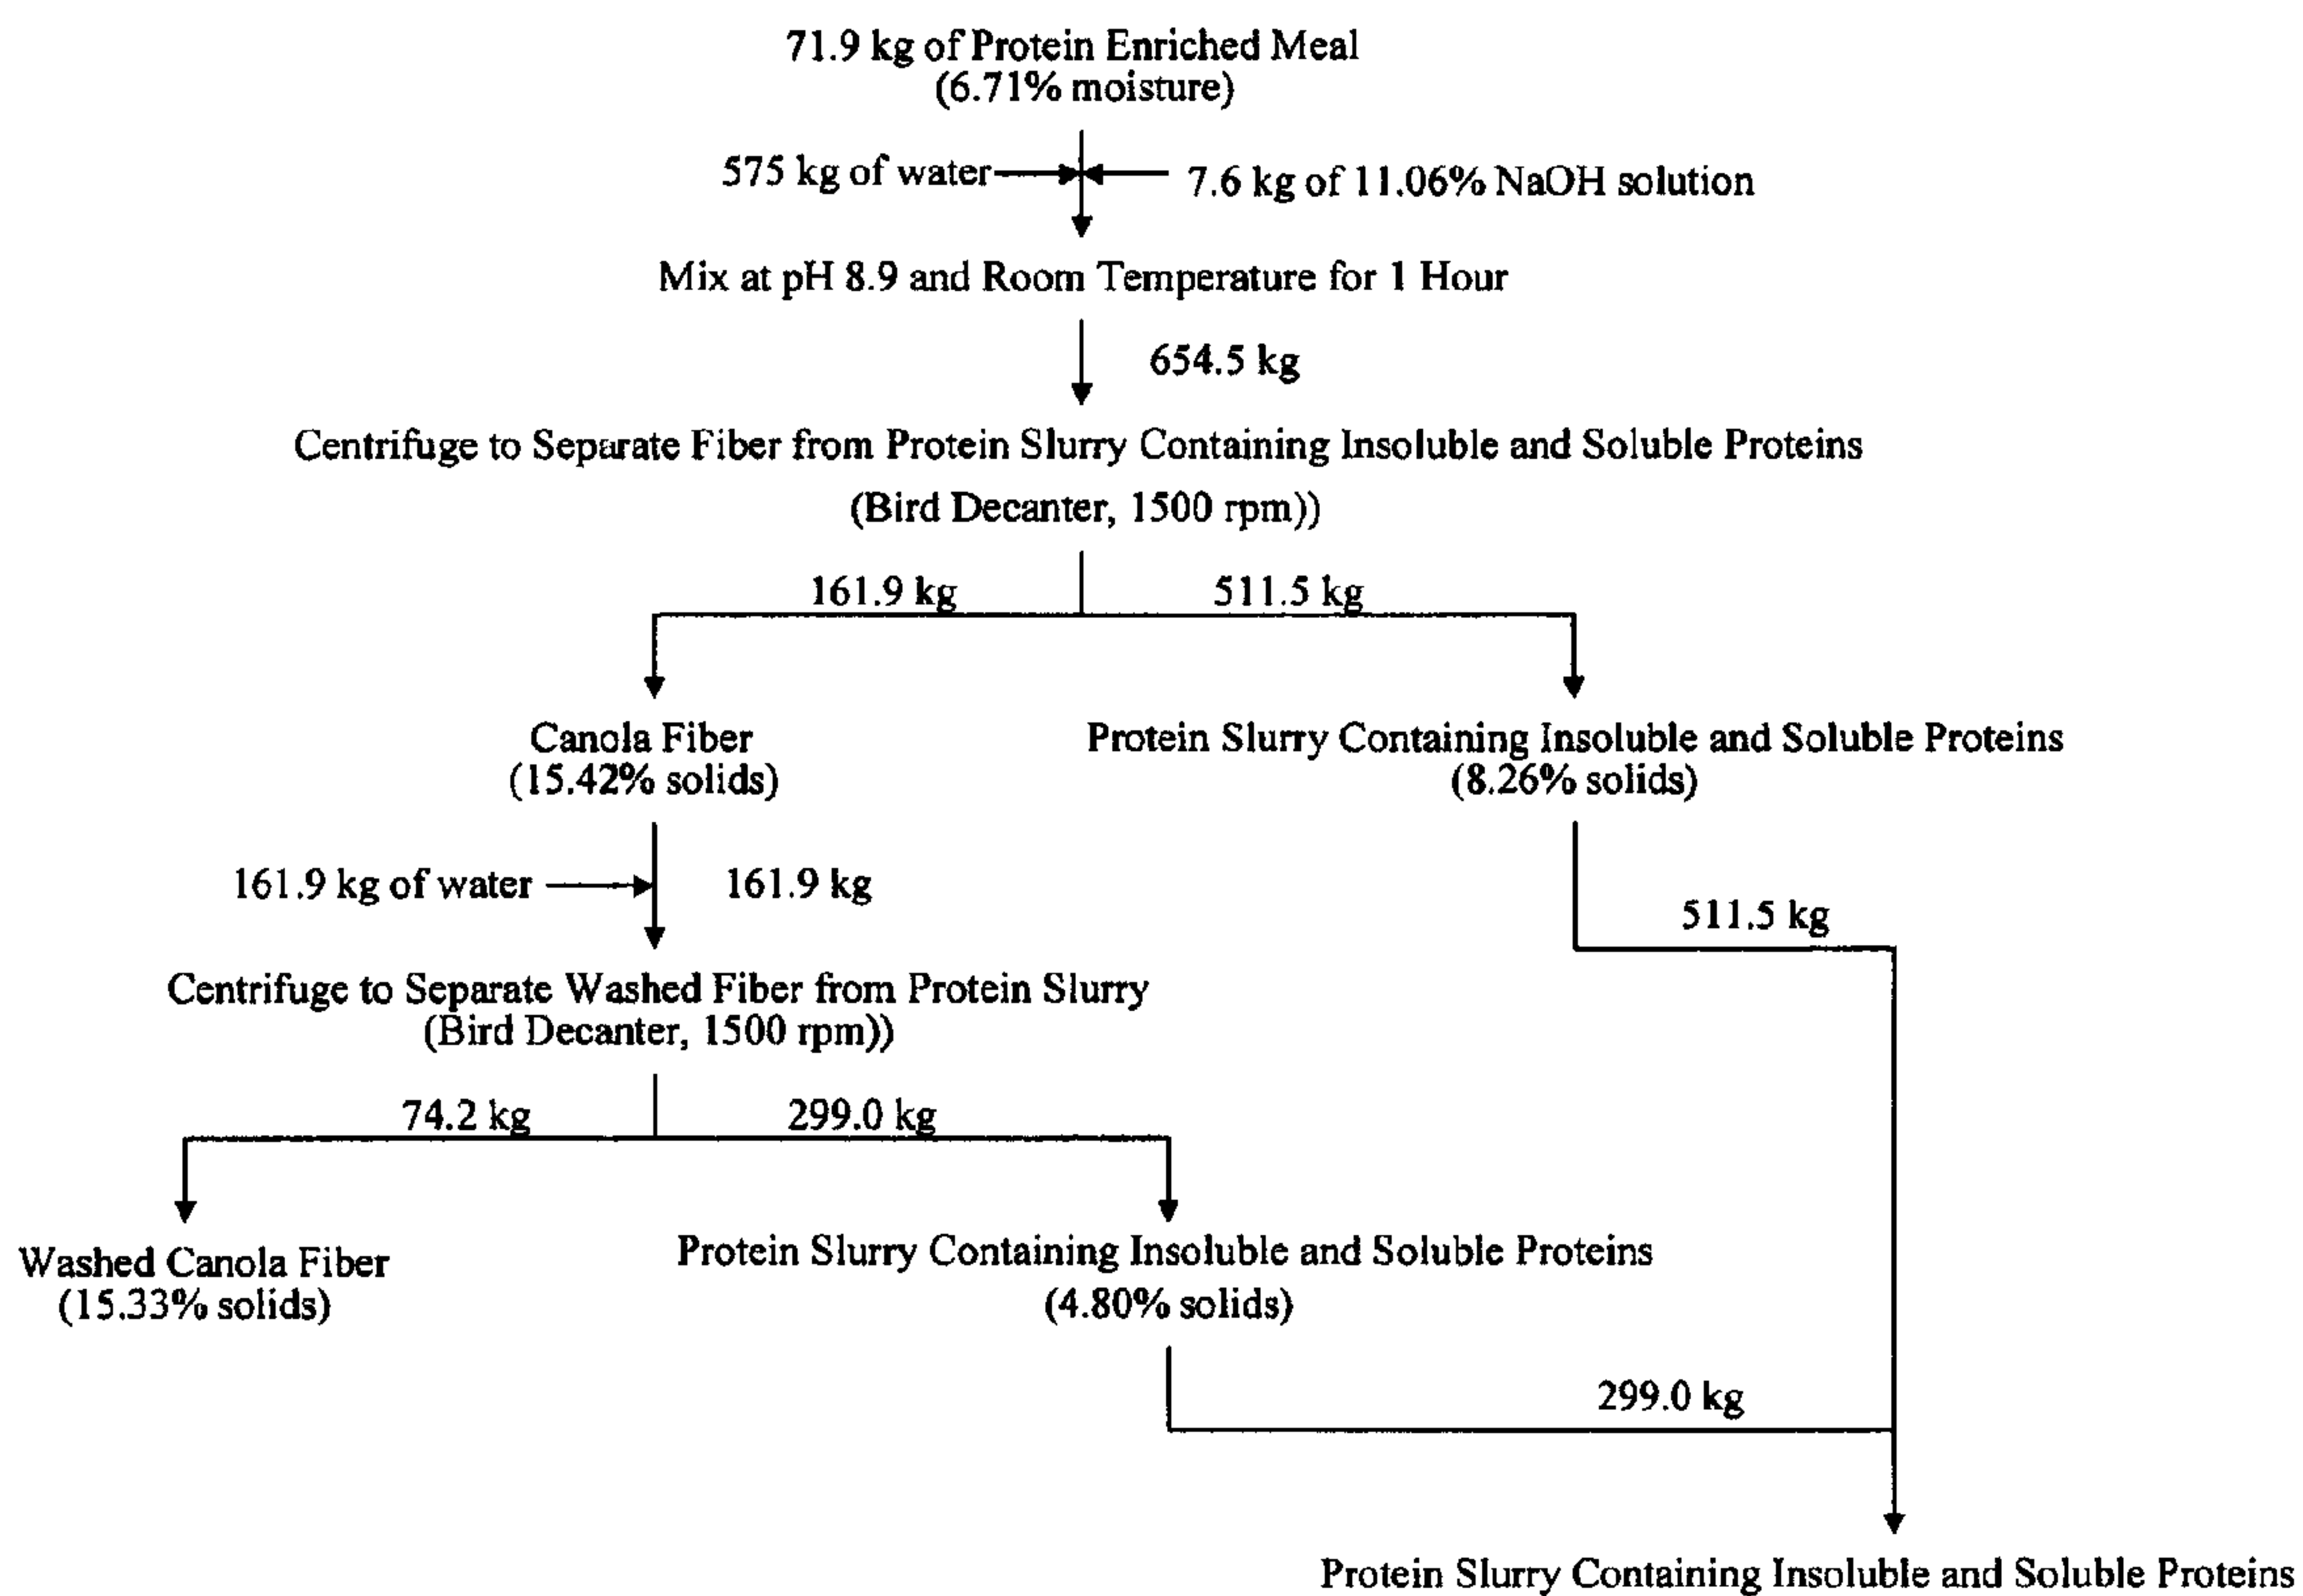 71.9 kg of Protein Enriched Meal
(6.71% moisture)
575 kg of water
7.6 kg of 11.06% NaOH solution
Mix at pH 8.9 and Room Temperature for 1 Hour
654.5 kg
Centrifuge to Separate Fiber from Protein Slurry Containing Insoluble and Soluble Proteins
(Bird Decanter, 1500 rpm))
161.9 kg
511.5 kg
Canola Fiber
(15.42% solids)
Protein Slurry Containing Insoluble and Soluble Proteins
(8.26% solids)
161.9 kg of water
161.9 kg
511.5 kg
Centrifuge to Separate Washed Fiber from Protein Slurry
(Bird Decanter, 1500 rpm))
74.2 kg
299.0 kg
Washed Canola Fiber
(15.33% solids)
Protein Slurry Containing Insoluble and Soluble Proteins
(4.80% solids)
299.0 kg
Protein Slurry Containing Insoluble and Soluble Proteins